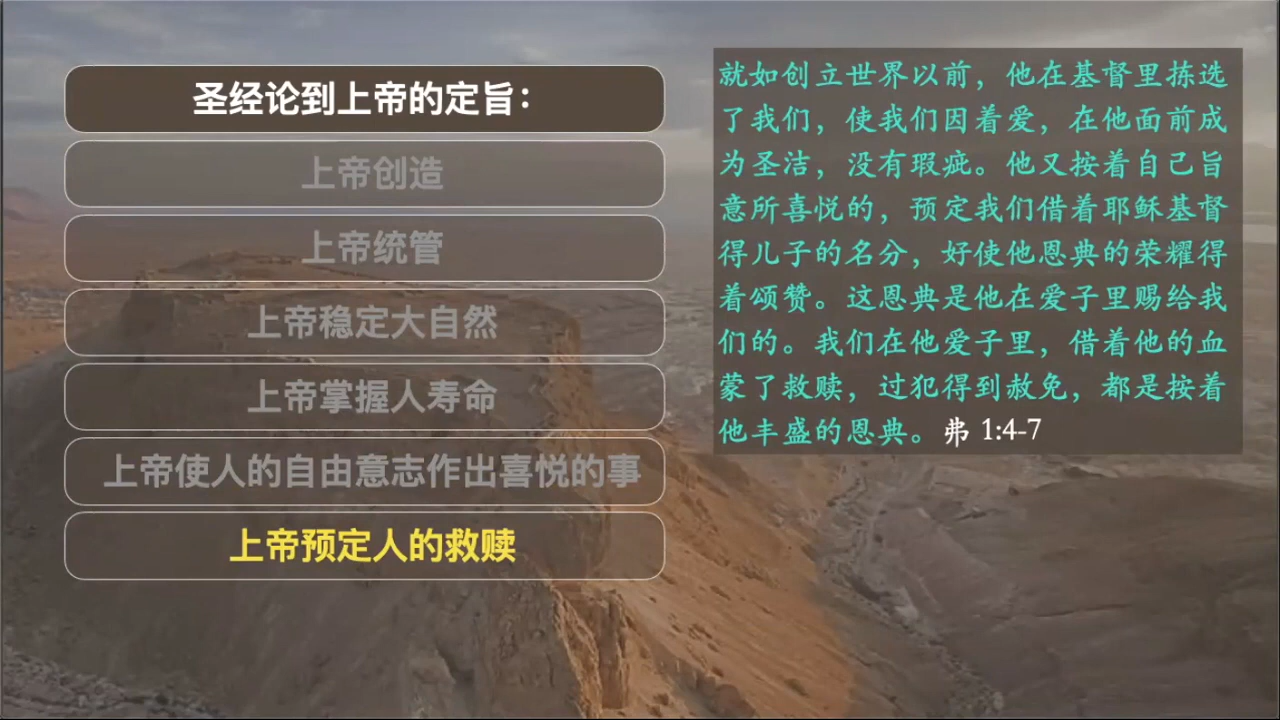 圣经论到上帝的定旨：
上帝创造
上帝统管
上帝稳定大自然
上帝掌握人寿命
上帝使人的自由意志作出喜悦的事
上帝预定人的救赎
就如创立世界以前，他在基督里拣选
了我们，使我们因着爱，在他面前成
为圣洁，没有瑕疵。他又按着自己旨
意所喜悦的，预定我们借着耶稣基督
得儿子的名分，好使他恩典的荣耀得
着颂赞。这恩典是他在爱子里赐给我
们的。我们在他爱子里，借着他的血
蒙了救赎，过犯得到赦免，都是按着
他丰盛的恩典。弗 1:4-7